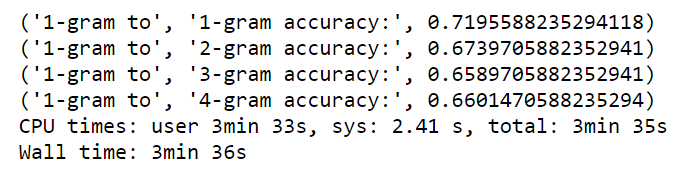 ('1-gram to', '1-gram accuracy:', 0.7195588235294118)
('1-gram to', '2-gram accuracy:', 0.6739705882352941)
('1-gram to', '3-gram accuracy:', 0.6589705882352941)
('1-gram to', '4-gram accuracy:', 0.6601470588235294)
CPU times: user 3min 33s, sys: 2.41 s, total: 3min 35s
Wall time: 3min 36s